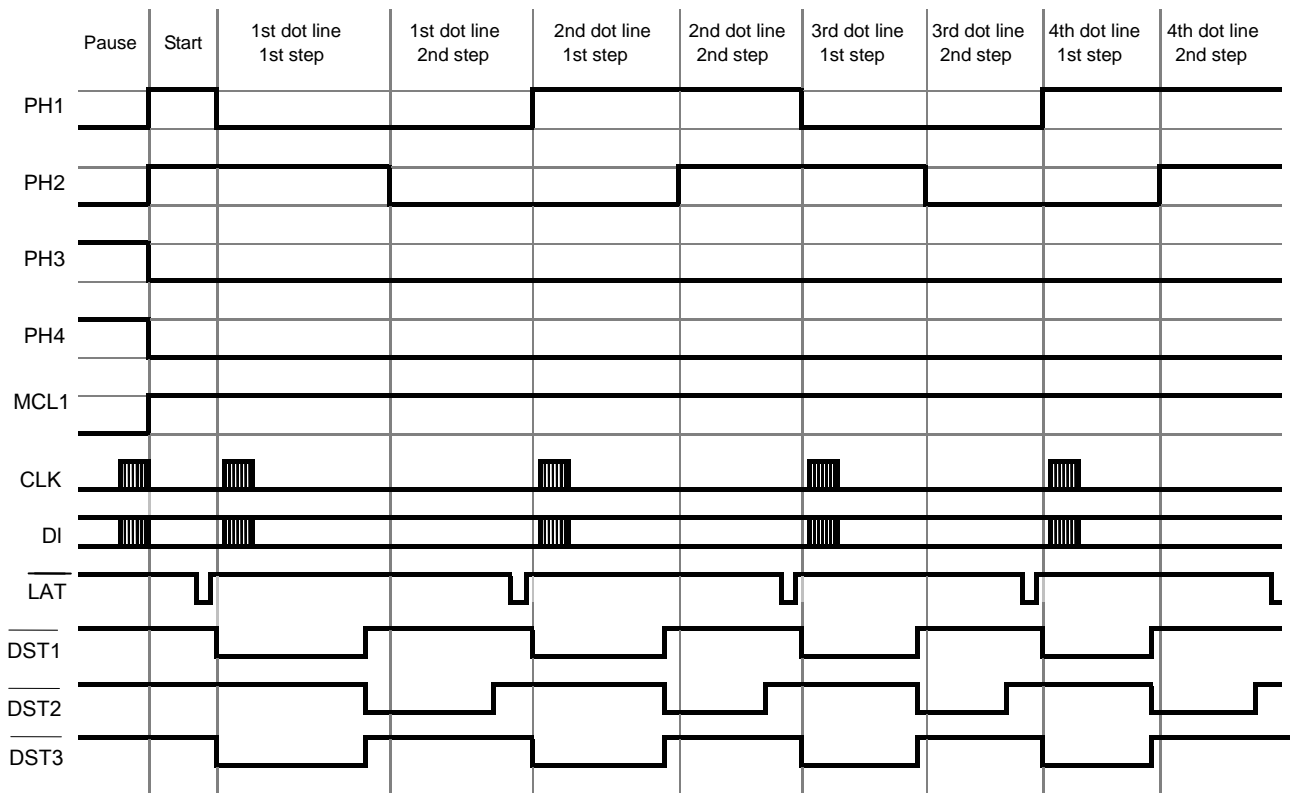 Pause
Start
1st dot line
1st step
1st dot line
2nd step
2nd dot line
1st step
2nd dot line
2nd step
3rd dot line
1st step
3rd dot line
2nd step
4th dot line
1st step
4th dot line
2nd step
PH1
PH2
PH3
PH4
MCL1
CLK
DI
LAT
DST1
DST2
DST3